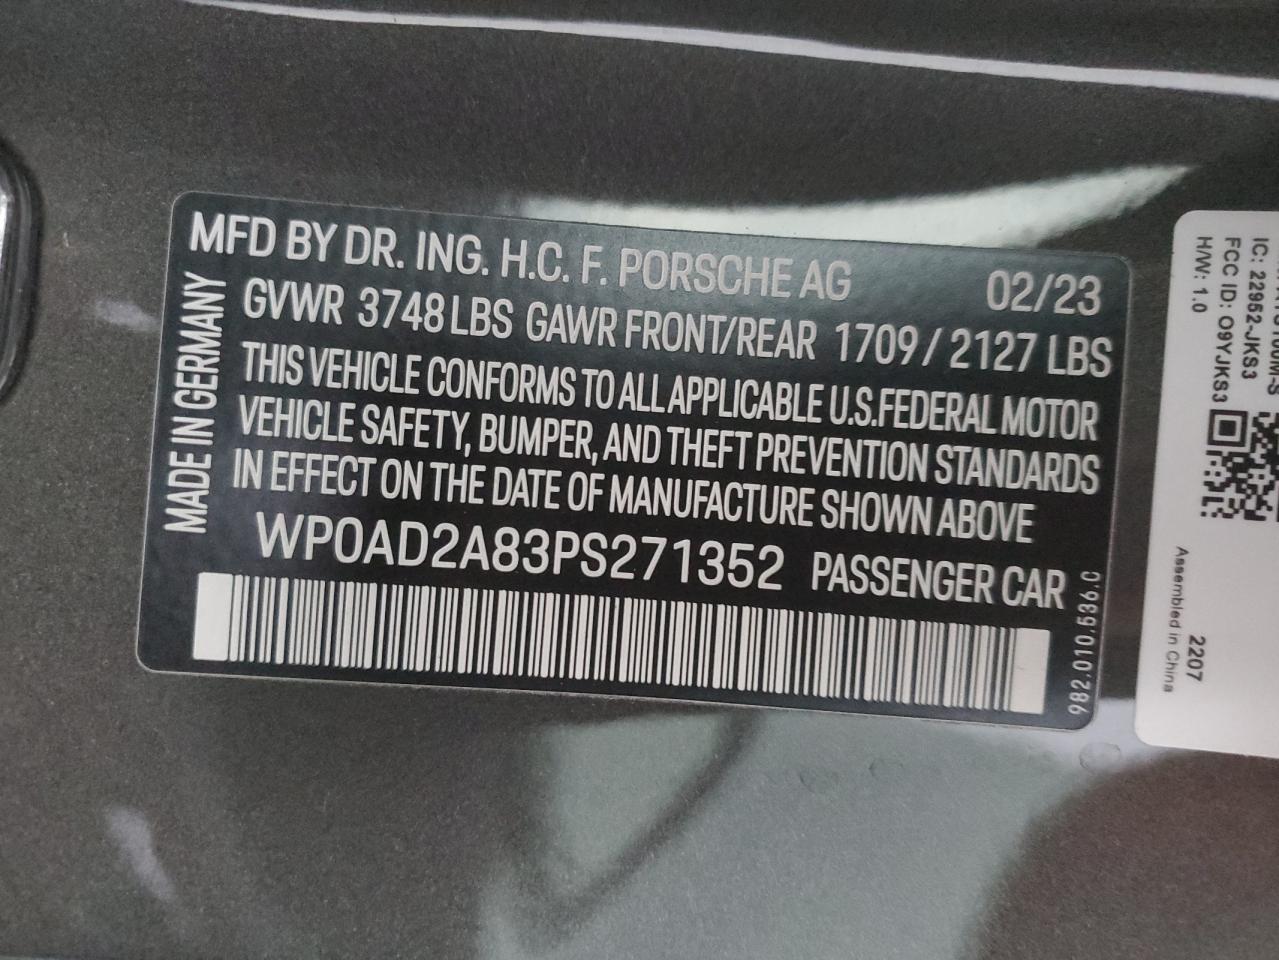 MFD BY DR. ING. H.C. F. PORSCHE AG 02/23
GVWR 3748 LBS GAWR FRONT/REAR 1709 / 2127 LBS
THIS VEHICLE CONFORMS TO ALL APPLICABLE U.S.FEDERAL MOTOR
VEHICLE SAFETY, BUMPER, AND THEFT PREVENTION STANDARDS
IN EFFECT ON THE DATE OF MANUFACTURE SHOWN ABOVE
WP0AD2A83PS271352 PASSENGER CAR
MADE IN GERMANY
982.010.536.C
IC: 22952-JKS3
FCC ID: O9YJKS3
H/W: 1.0
2207
Assembled in China